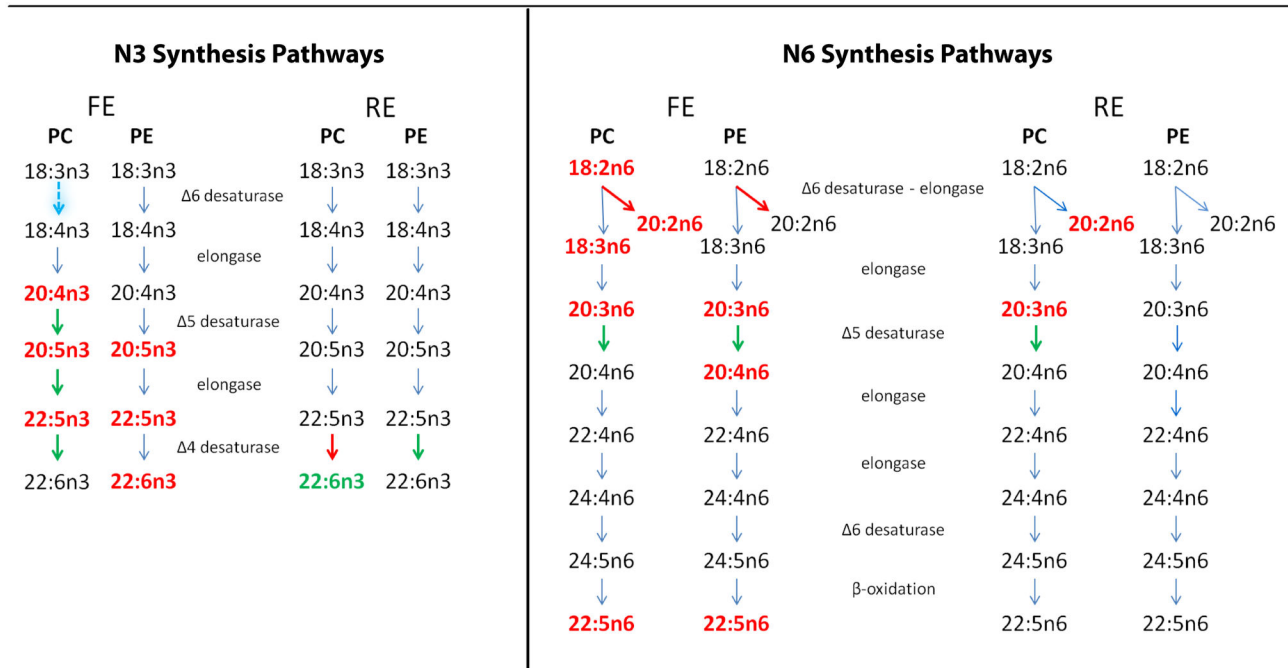 N3 Synthesis Pathways
FE RE
PC PE PC PE
18:3n3 18:3n3 18:3n3 18:3n3
Δ6 desaturase
18:4n3 18:4n3 18:4n3 18:4n3
elongase
20:4n3 20:4n3 20:4n3 20:4n3
Δ5 desaturase
20:5n3 20:5n3 20:5n3 20:5n3
elongase
22:5n3 22:5n3 22:5n3 22:5n3
Δ4 desaturase
22:6n3 22:6n3 22:6n3 22:6n3
N6 Synthesis Pathways
FE RE
PC PE PC PE
18:2n6 18:2n6 18:2n6 18:2n6
Δ6 desaturase - elongase
20:2n6 20:2n6 20:2n6 20:2n6
18:3n6 18:3n6 18:3n6 18:3n6
elongase
20:3n6 20:3n6 20:3n6 20:3n6
Δ5 desaturase
20:4n6 20:4n6 20:4n6 20:4n6
elongase
22:4n6 22:4n6 22:4n6 22:4n6
elongase
24:4n6 24:4n6 24:4n6 24:4n6
Δ6 desaturase
24:5n6 24:5n6 24:5n6 24:5n6
β-oxidation
22:5n6 22:5n6 22:5n6 22:5n6